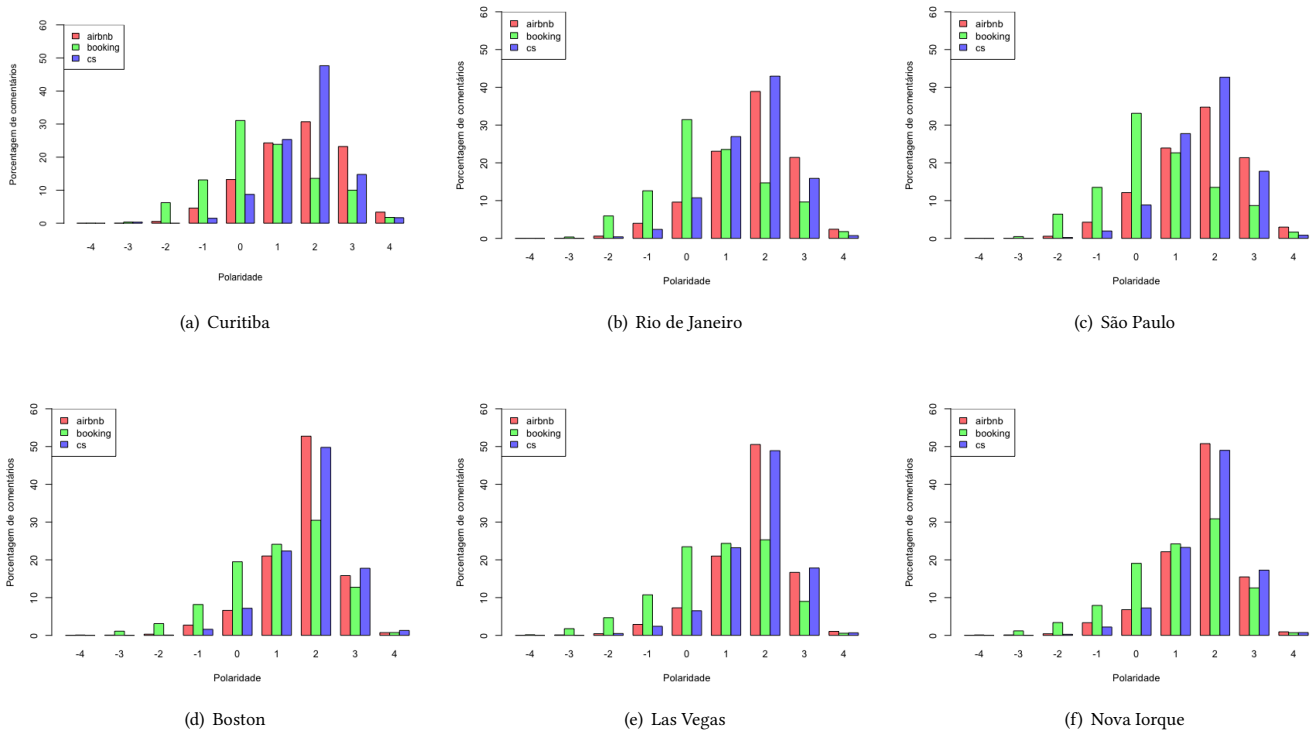 60
50
40
30
20
10
0
Porcentagem de comentários
airbnb
booking
cs
-4 -3 -2 -1 0 1 2 3 4
Polaridade
(a) Curitiba
60
50
40
30
20
10
0
Porcentagem de comentários
airbnb
booking
cs
-4 -3 -2 -1 0 1 2 3 4
Polaridade
(b) Rio de Janeiro
60
50
40
30
20
10
0
Porcentagem de comentários
airbnb
booking
cs
-4 -3 -2 -1 0 1 2 3 4
Polaridade
(c) São Paulo
60
50
40
30
20
10
0
Porcentagem de comentários
airbnb
booking
cs
-4 -3 -2 -1 0 1 2 3 4
Polaridade
(d) Boston
60
50
40
30
20
10
0
Porcentagem de comentários
airbnb
booking
cs
-4 -3 -2 -1 0 1 2 3 4
Polaridade
(e) Las Vegas
60
50
40
30
20
10
0
Porcentagem de comentários
airbnb
booking
cs
-4 -3 -2 -1 0 1 2 3 4
Polaridade
(f) Nova Iorque